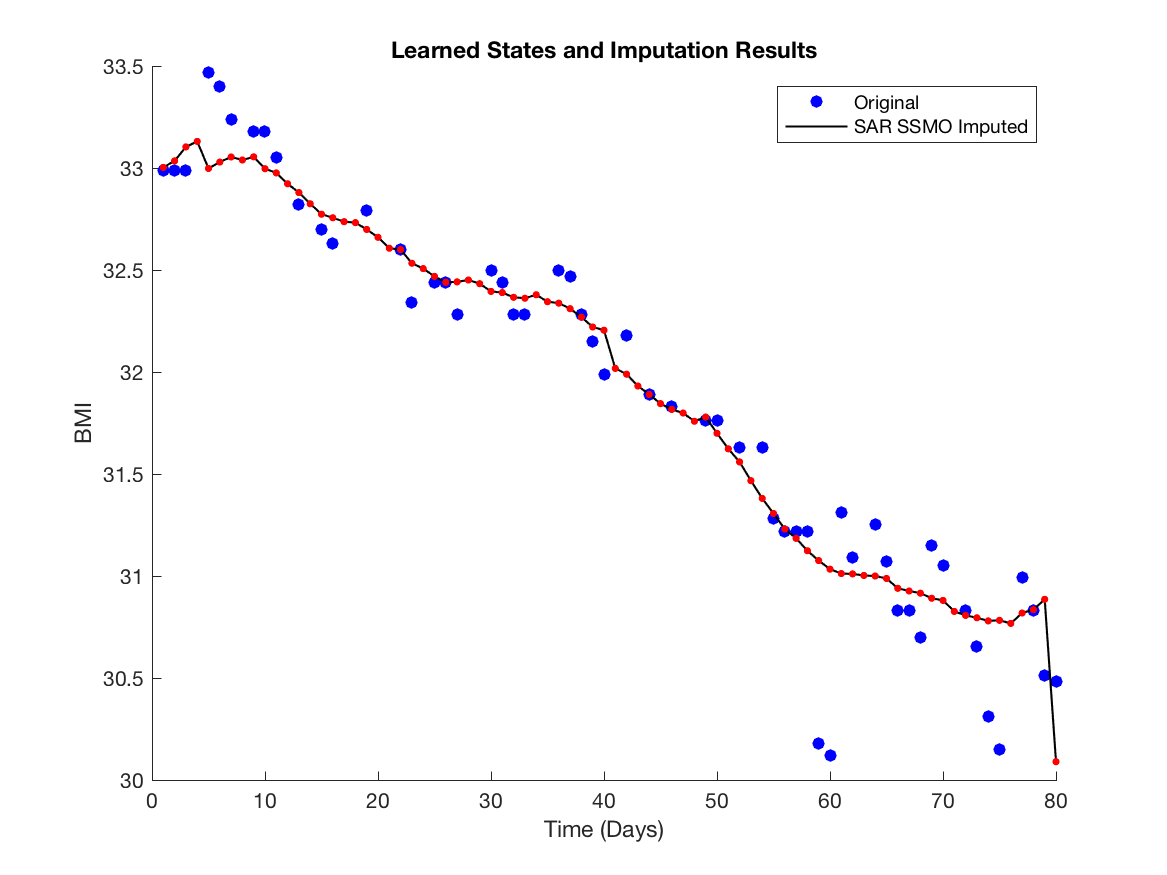 Learned States and Imputation Results
Original
SAR SSMO Imputed
33.5
33
32.5
32
31.5
31
30.5
30
BMI
0 10 20 30 40 50 60 70 80
Time (Days)